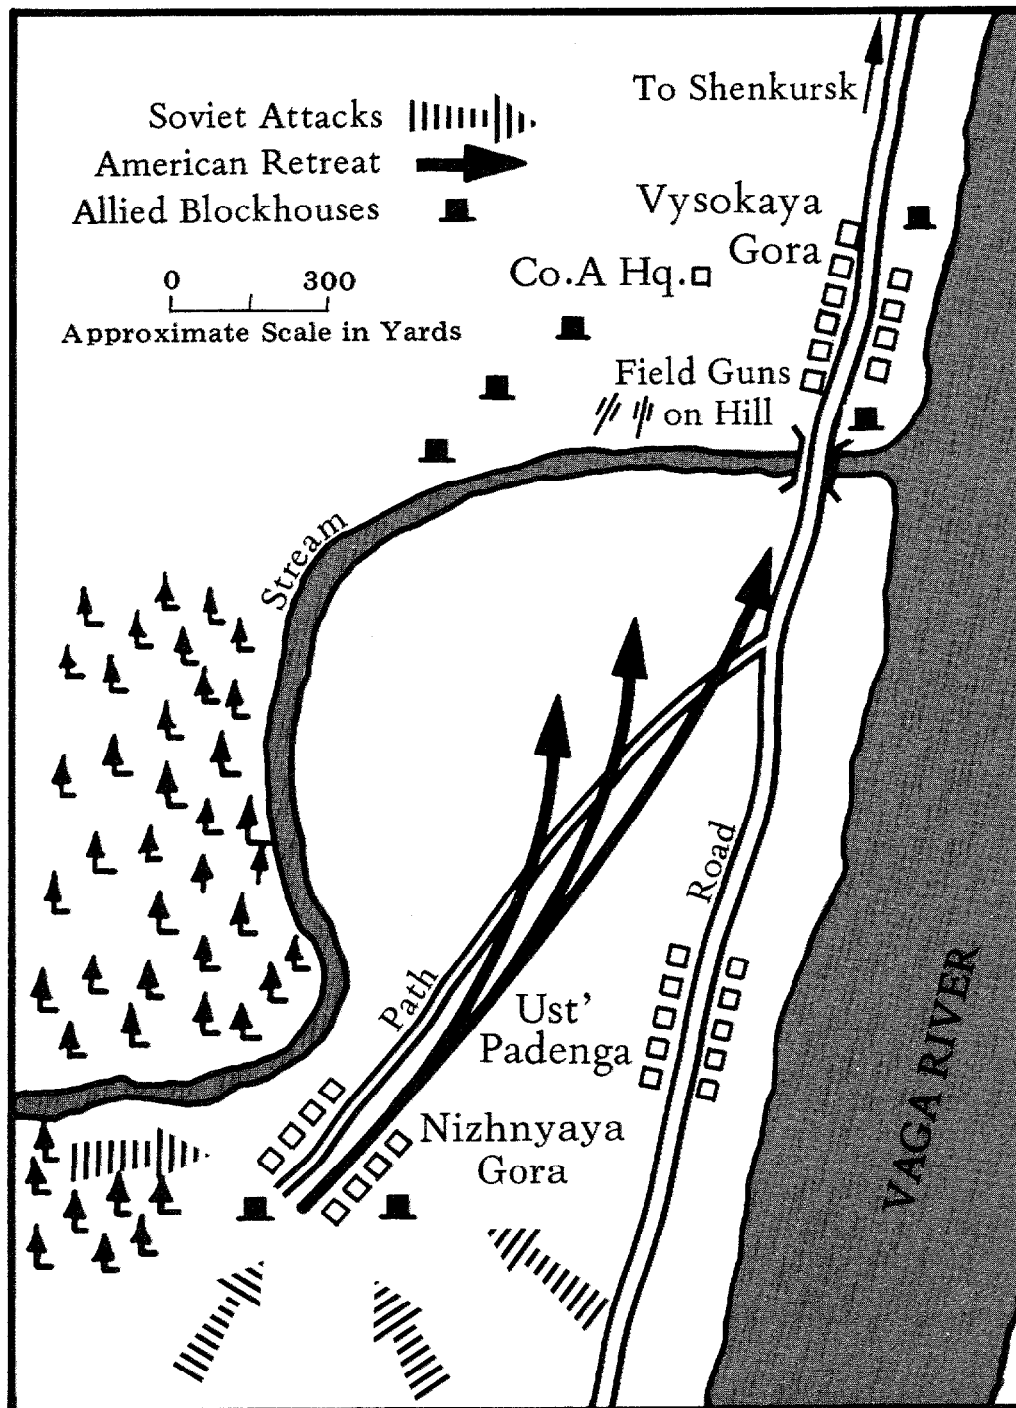 To Shenkursk
Soviet Attacks
American Retreat
Allied Blockhouses
0 300
Approximate Scale in Yards
Vysokaya
Gora
Co.A Hq.
Field Guns
on Hill
Stream
Road
Path
Ust’
Padenga
Nizhnyaya
Gora
VAGA RIVER